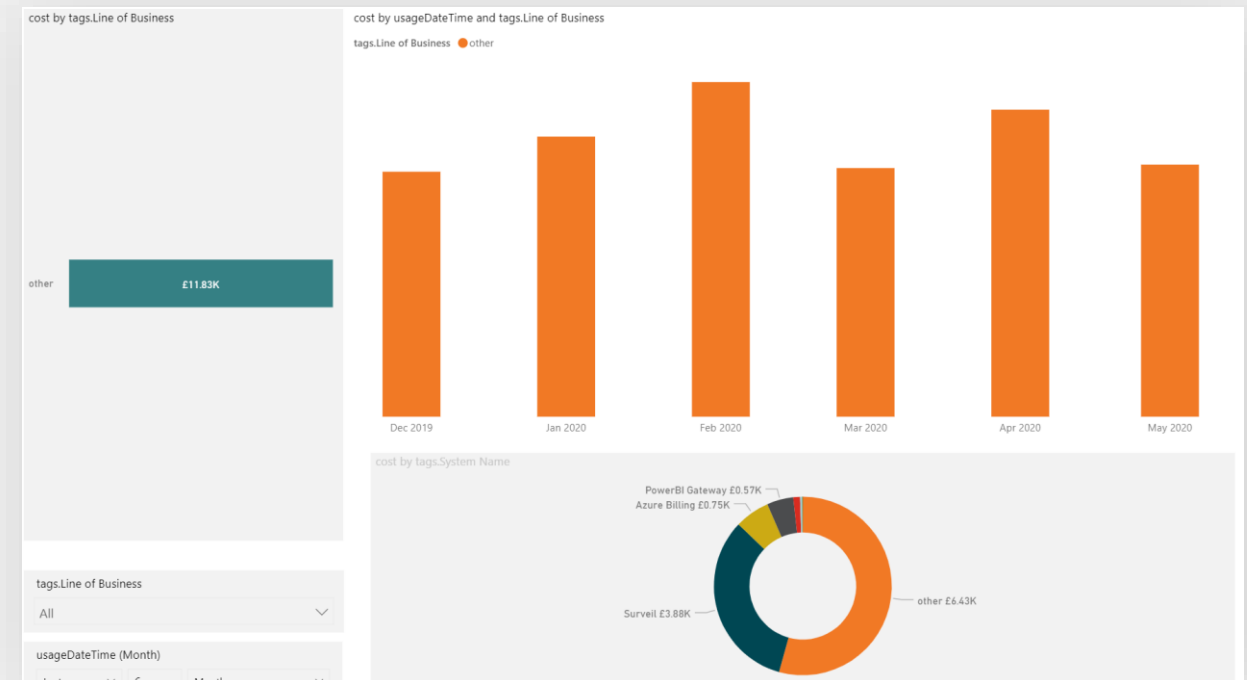 cost by tags.Line of Business
other
£11.83K
cost by usageDateTime and tags.Line of Business
tags.Line of Business other
Dec 2019 Jan 2020 Feb 2020 Mar 2020 Apr 2020 May 2020
cost by tags.System Name
PowerBI Gateway £0.57K
Azure Billing £0.75K
other £6.43K
Surveil £3.88K
tags.Line of Business
All
usageDateTime (Month)